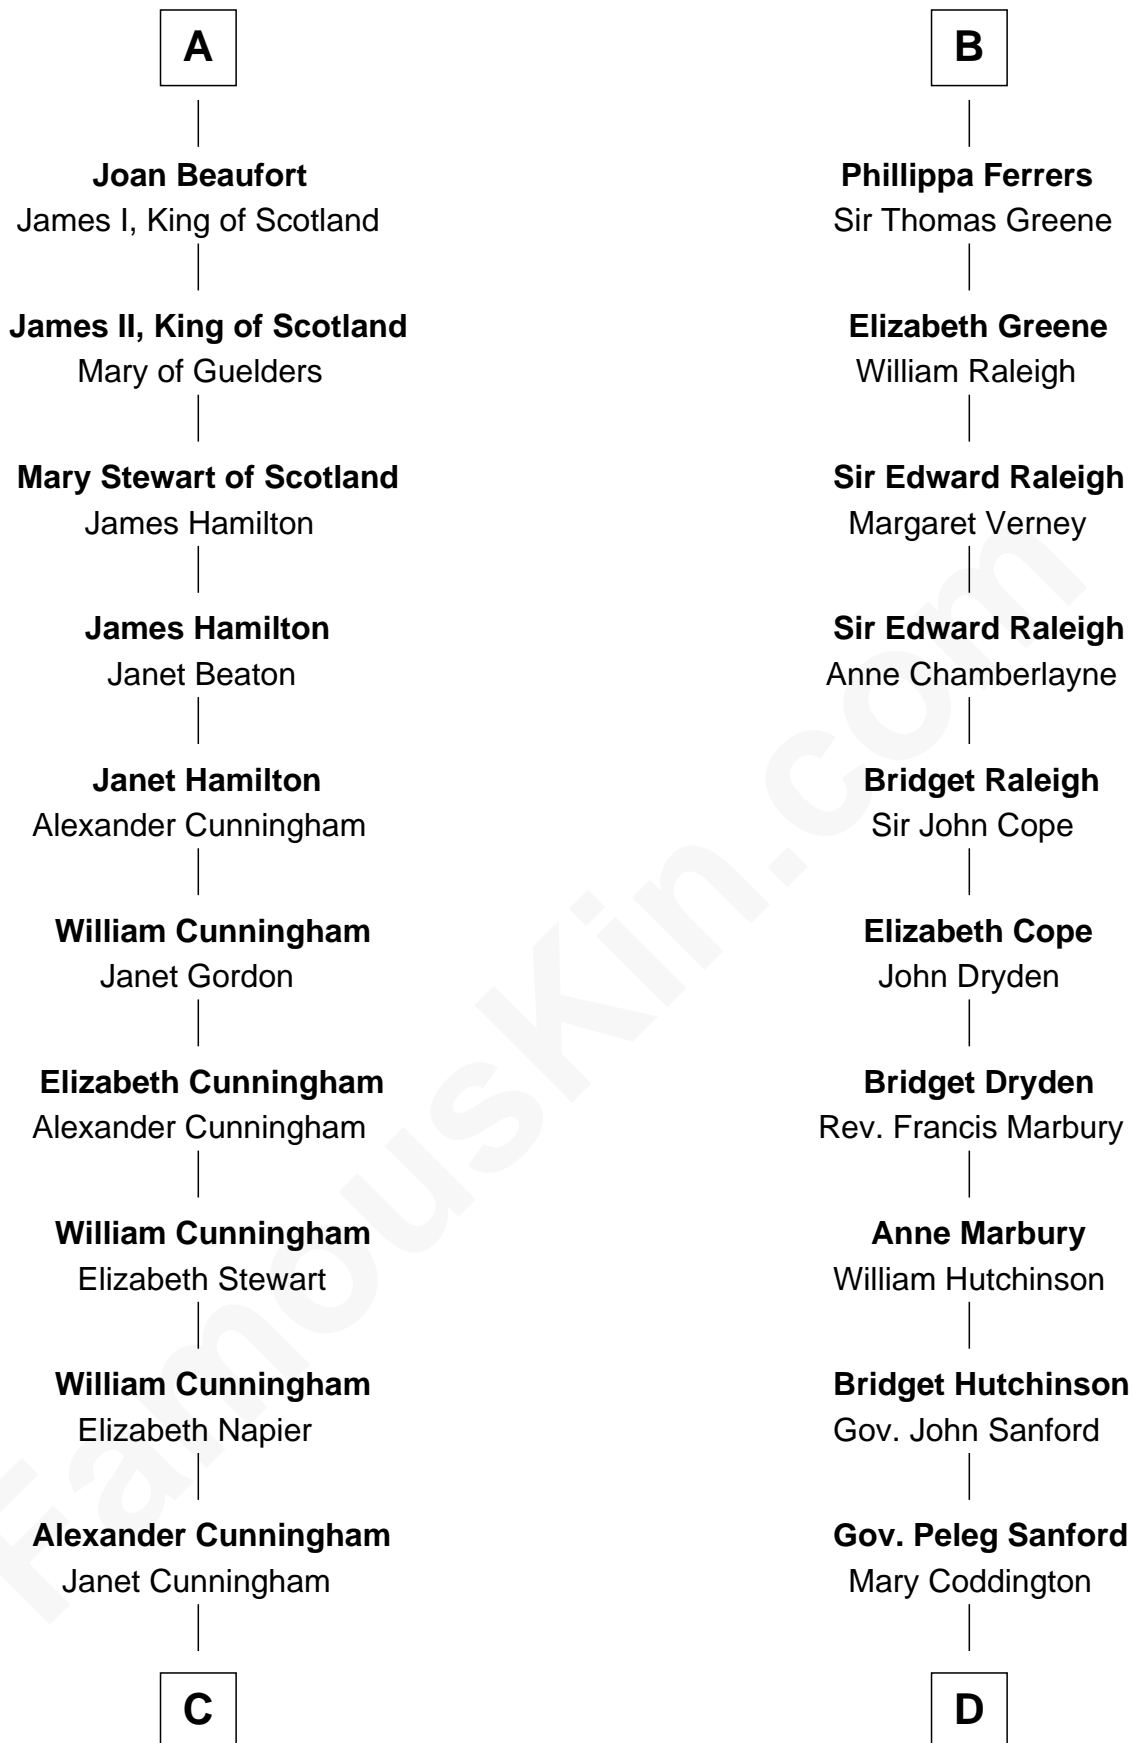 A
Joan Beaufort
James I, King of Scotland
James II, King of Scotland
Mary of Guelders
Mary Stewart of Scotland
James Hamilton
James Hamilton
Janet Beaton
Janet Hamilton
Alexander Cunningham
William Cunningham
Janet Gordon
Elizabeth Cunningham
Alexander Cunningham
William Cunningham
Elizabeth Stewart
William Cunningham
Elizabeth Napier
Alexander Cunningham
Janet Cunningham
C
B
Phillippa Ferrers
Sir Thomas Greene
Elizabeth Greene
William Raleigh
Sir Edward Raleigh
Margaret Verney
Sir Edward Raleigh
Anne Chamberlayne
Bridget Raleigh
Sir John Cope
Elizabeth Cope
John Dryden
Bridget Dryden
Rev. Francis Marbury
Anne Marbury
William Hutchinson
Bridget Hutchinson
Gov. John Sanford
Gov. Peleg Sanford
Mary Coddington
D
FamousKin.com